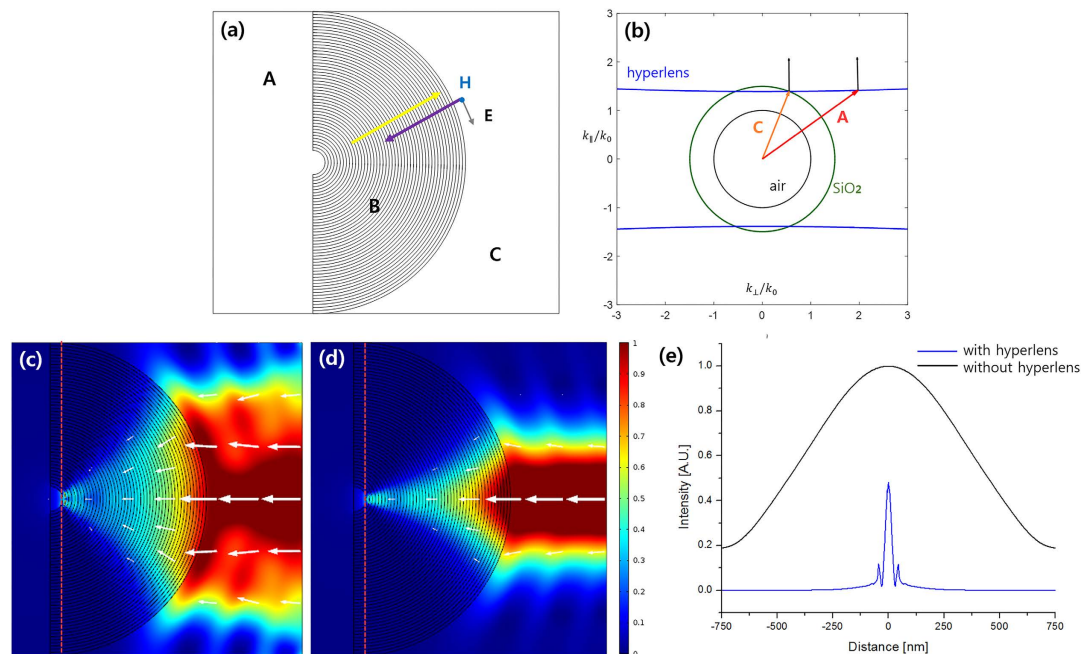 (a)
A
H
E
B
C
(b)
3
2
1
0
-1
-2
-3
hyperlens
k∥/k0
C
A
air
SiO2
k⊥/k0
-3 -2 -1 0 1 2 3
(c)
(d)
1
0.9
0.8
0.7
0.6
0.5
0.4
0.3
0.2
0.1
0
(e)
with hyperlens
without hyperlens
1.0
0.8
0.6
0.4
0.2
0.0
Intensity [A.U.]
-750 -500 -250 0 250 500 750
Distance [nm]